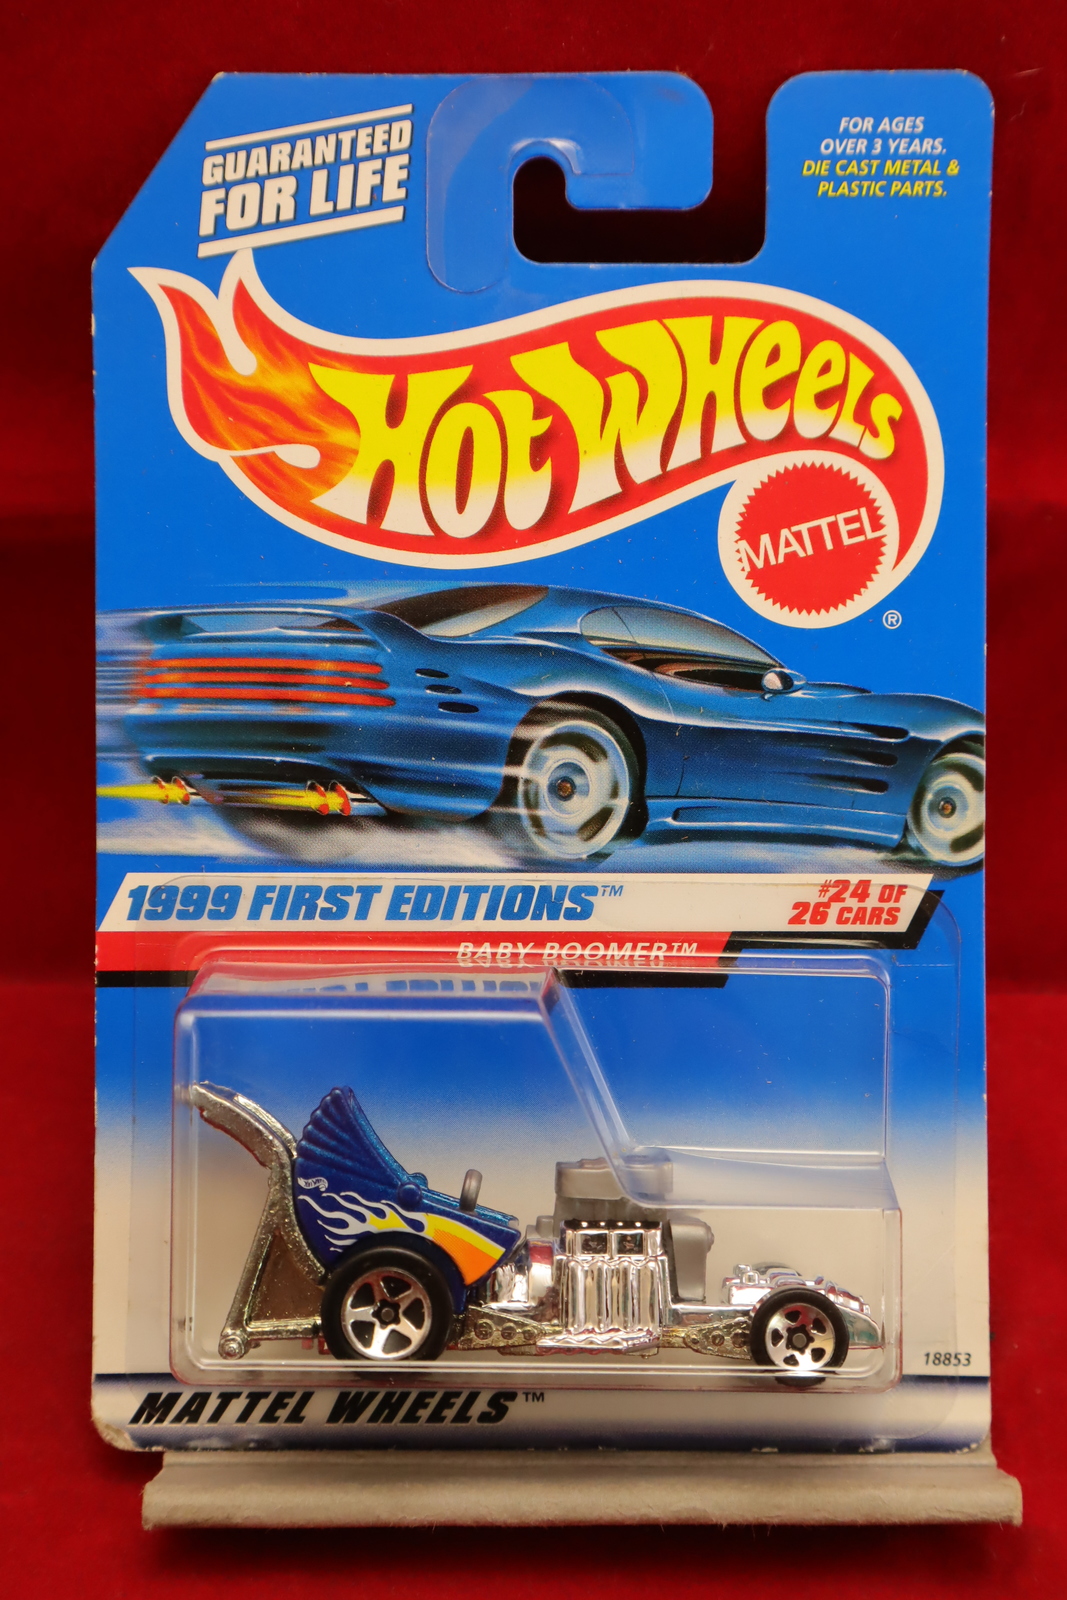 GUARANTEED
FOR LIFE
FOR AGES
OVER 3 YEARS.
DIE CAST METAL &
PLASTIC PARTS.
HOT WHEELS
MATTEL
®
1999 FIRST EDITIONS™
#24 OF
26 CARS
BABY BOOMER™
18853
MATTEL WHEELS™